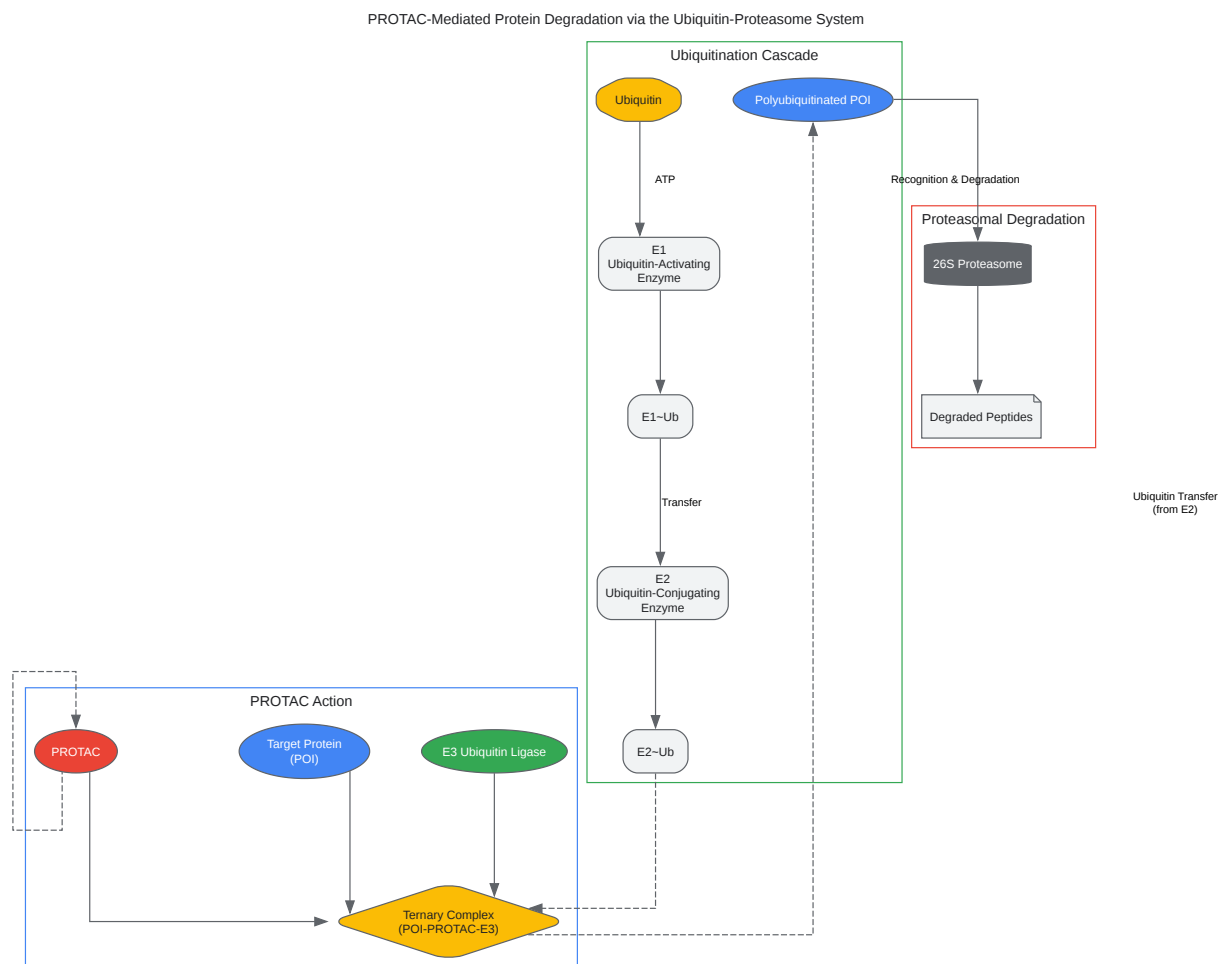 PROTAC-Mediated Protein Degradation via the Ubiquitin-Proteasome System
Ubiquitination Cascade
Ubiquitin
Polyubiquitinated POI
ATP
Recognition & Degradation
Proteasomal Degradation
E1
Ubiquitin-Activating
Enzyme
26S Proteasome
E1~Ub
Degraded Peptides
Transfer
Ubiquitin Transfer
(from E2)
E2
Ubiquitin-Conjugating
Enzyme
PROTAC Action
PROTAC
Target Protein
(POI)
E3 Ubiquitin Ligase
E2~Ub
Ternary Complex
(POI-PROTAC-E3)